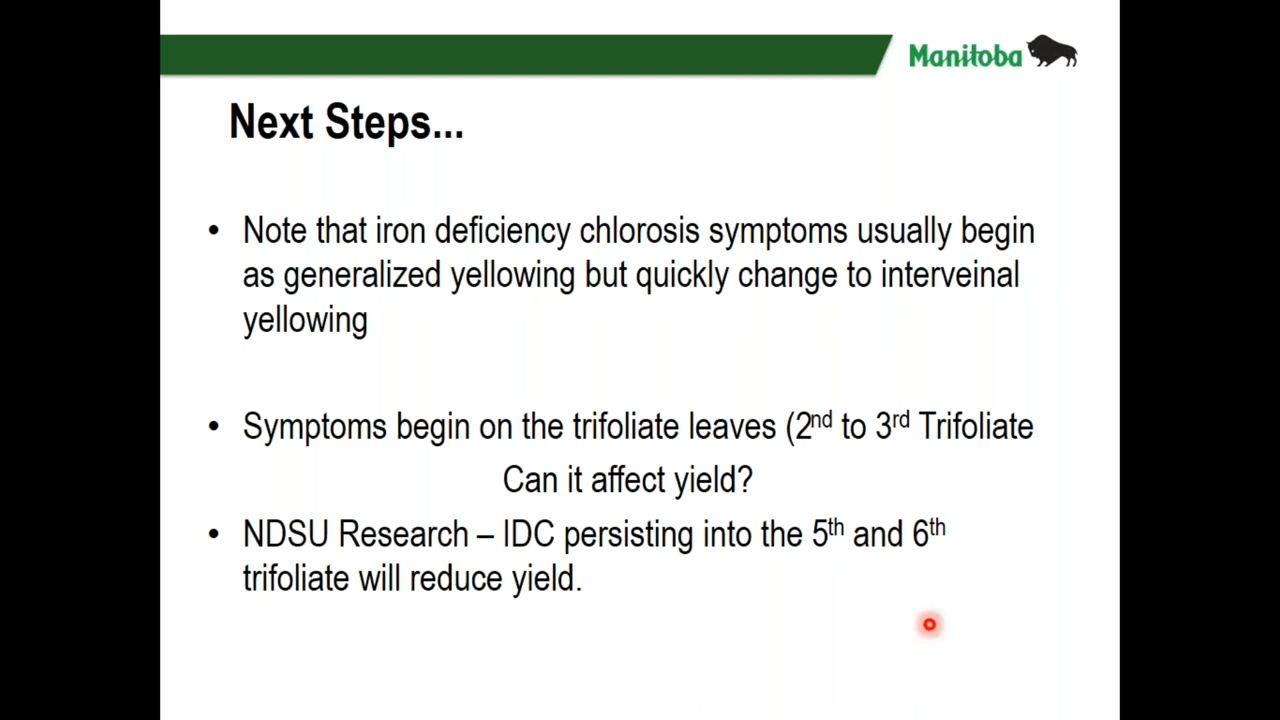 Manitoba
Next Steps...
• Note that iron deficiency chlorosis symptoms usually begin
as generalized yellowing but quickly change to interveinal
yellowing
• Symptoms begin on the trifoliate leaves (2nd to 3rd Trifoliate
Can it affect yield?
• NDSU Research – IDC persisting into the 5th and 6th
trifoliate will reduce yield.